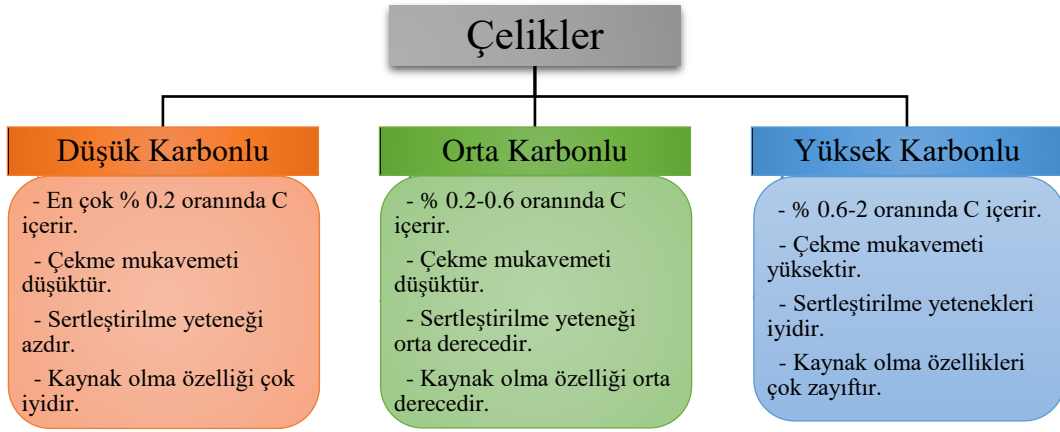 Çelikler
Düşük Karbonlu
- En çok % 0.2 oranında C
içerir.
- Çekme mukavemeti
düşüktür.
- Sertleştirilme yeteneği
azdır.
- Kaynak olma özelliği çok
iyidir.
Orta Karbonlu
- % 0.2-0.6 oranında C
içerir.
- Çekme mukavemeti
düşüktür.
- Sertleştirilme yeteneği
orta derecedir.
- Kaynak olma özelliği orta
derecedir.
Yüksek Karbonlu
- % 0.6-2 oranında C içerir.
- Çekme mukavemeti
yüksektir.
- Sertleştirilme yetenekleri
iyidir.
- Kaynak olma özellikleri
çok zayıftır.